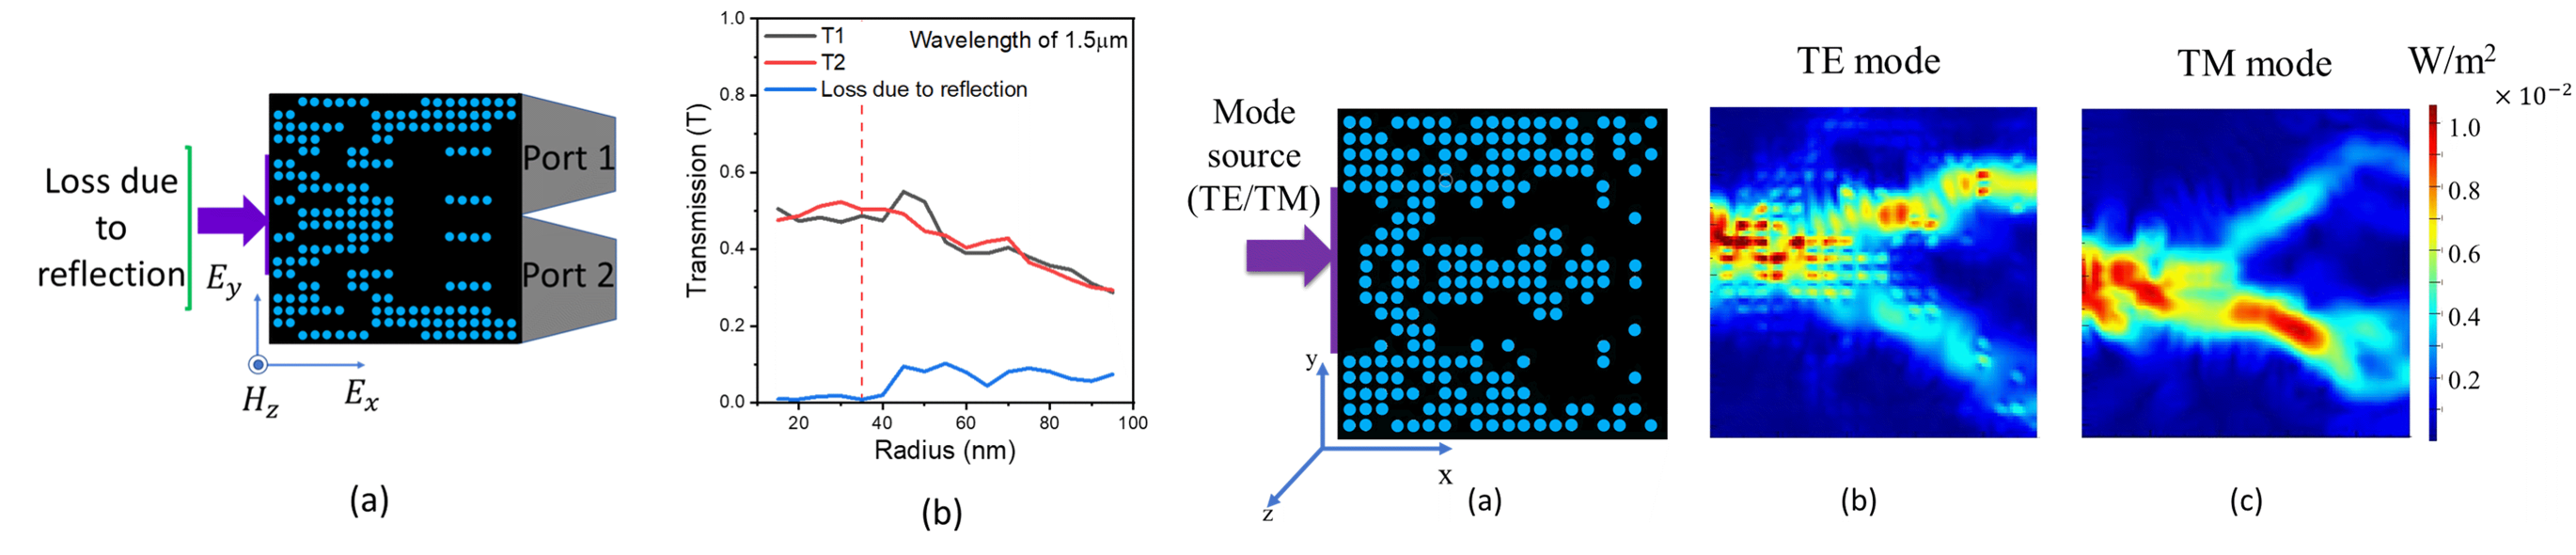 Loss due
to
reflection
E_y
H_z
E_x
Port 1
Port 2
(a)
Transmission (T)
1.0
0.8
0.6
0.4
0.2
0.0
T1
T2
Loss due to reflection
Wavelength of 1.5μm
20
40
60
80
100
Radius (nm)
(b)
Mode
source
(TE/TM)
y
x
z
(a)
TE mode
(b)
TM mode
(c)
W/m²
× 10⁻²
1.0
0.8
0.6
0.4
0.2